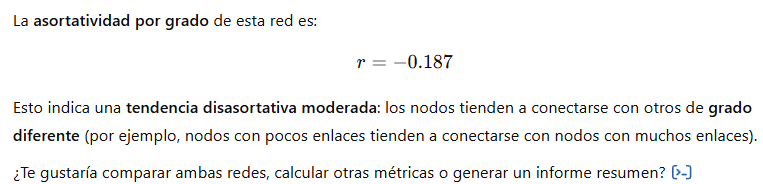 La asortatividad por grado de esta red es:
r = −0.187
Esto indica una tendencia disasortativa moderada: los nodos tienden a conectarse con otros de grado
diferente (por ejemplo, nodos con pocos enlaces tienden a conectarse con nodos con muchos enlaces).
¿Te gustaría comparar ambas redes, calcular otras métricas o generar un informe resumen? [>-]